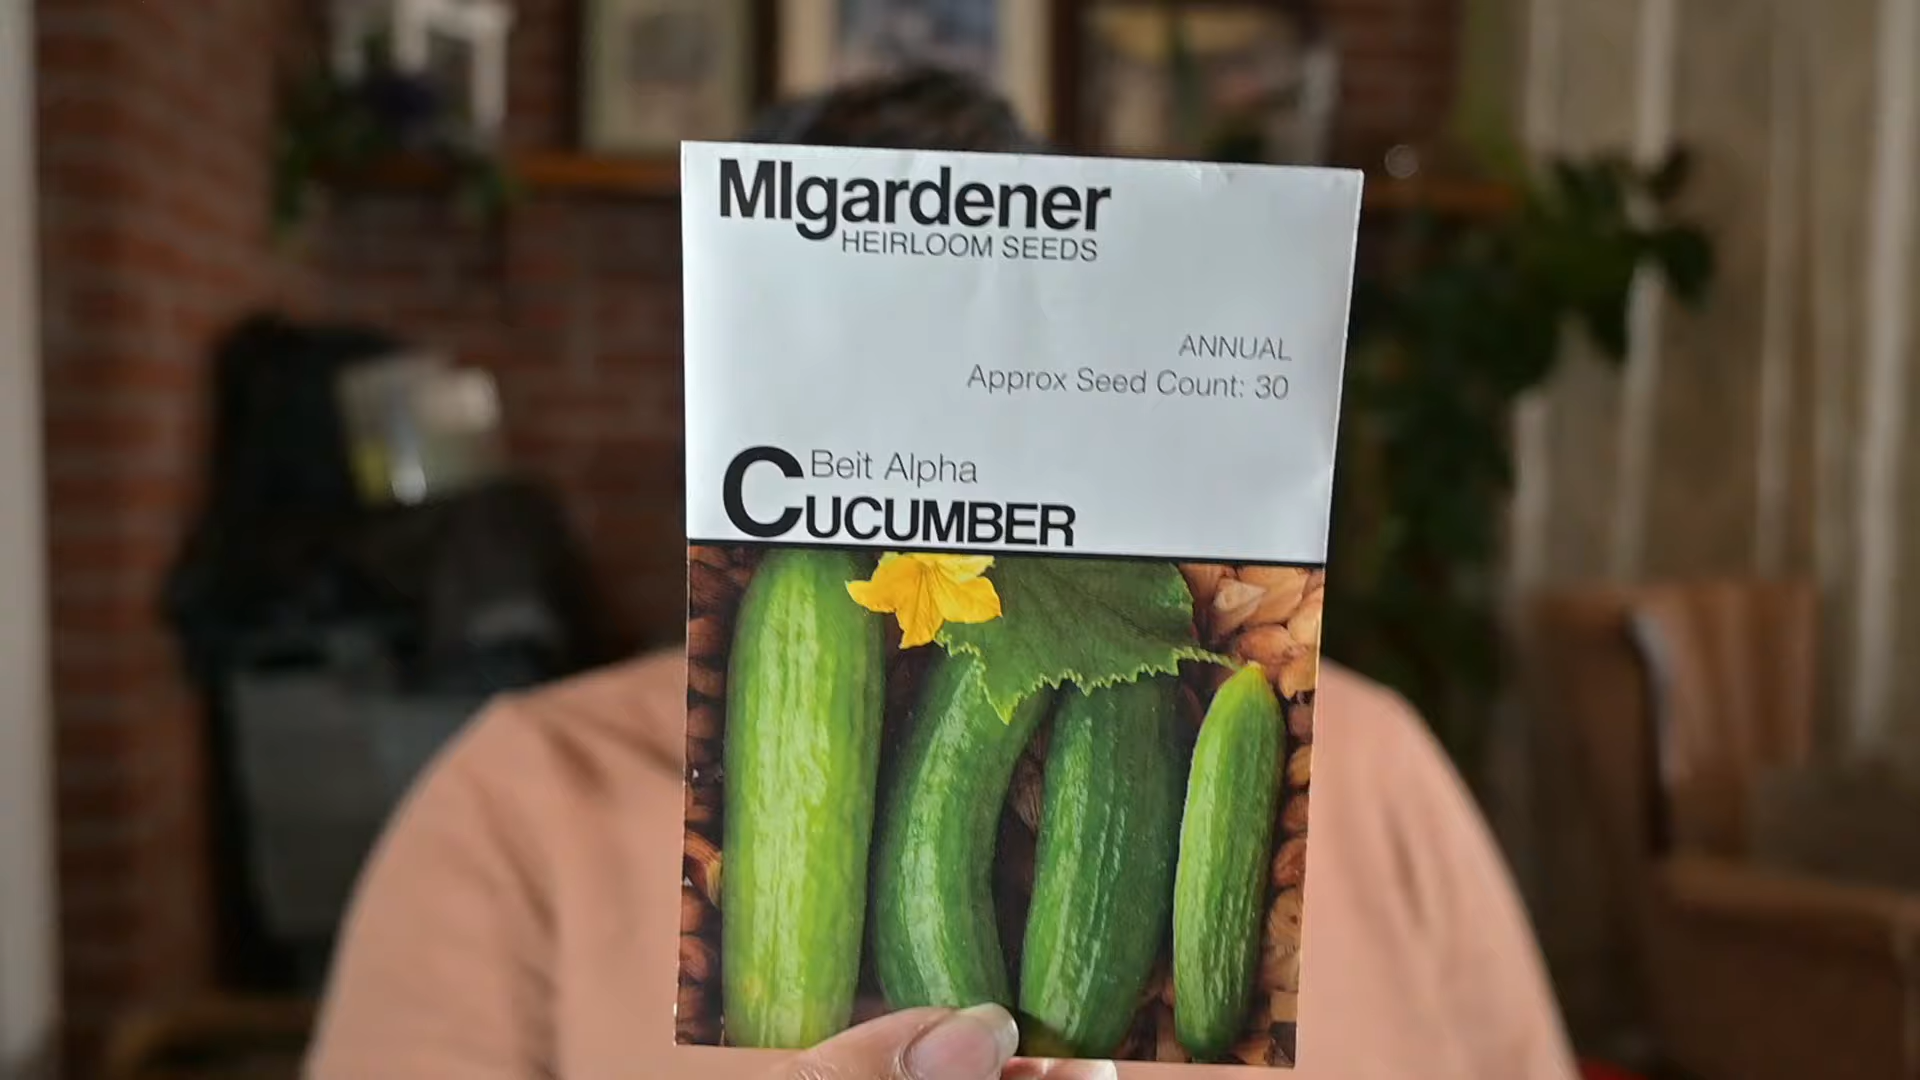 MIgardener
HEIRLOOM SEEDS
ANNUAL
Approx Seed Count: 30
Beit Alpha
CUCUMBER